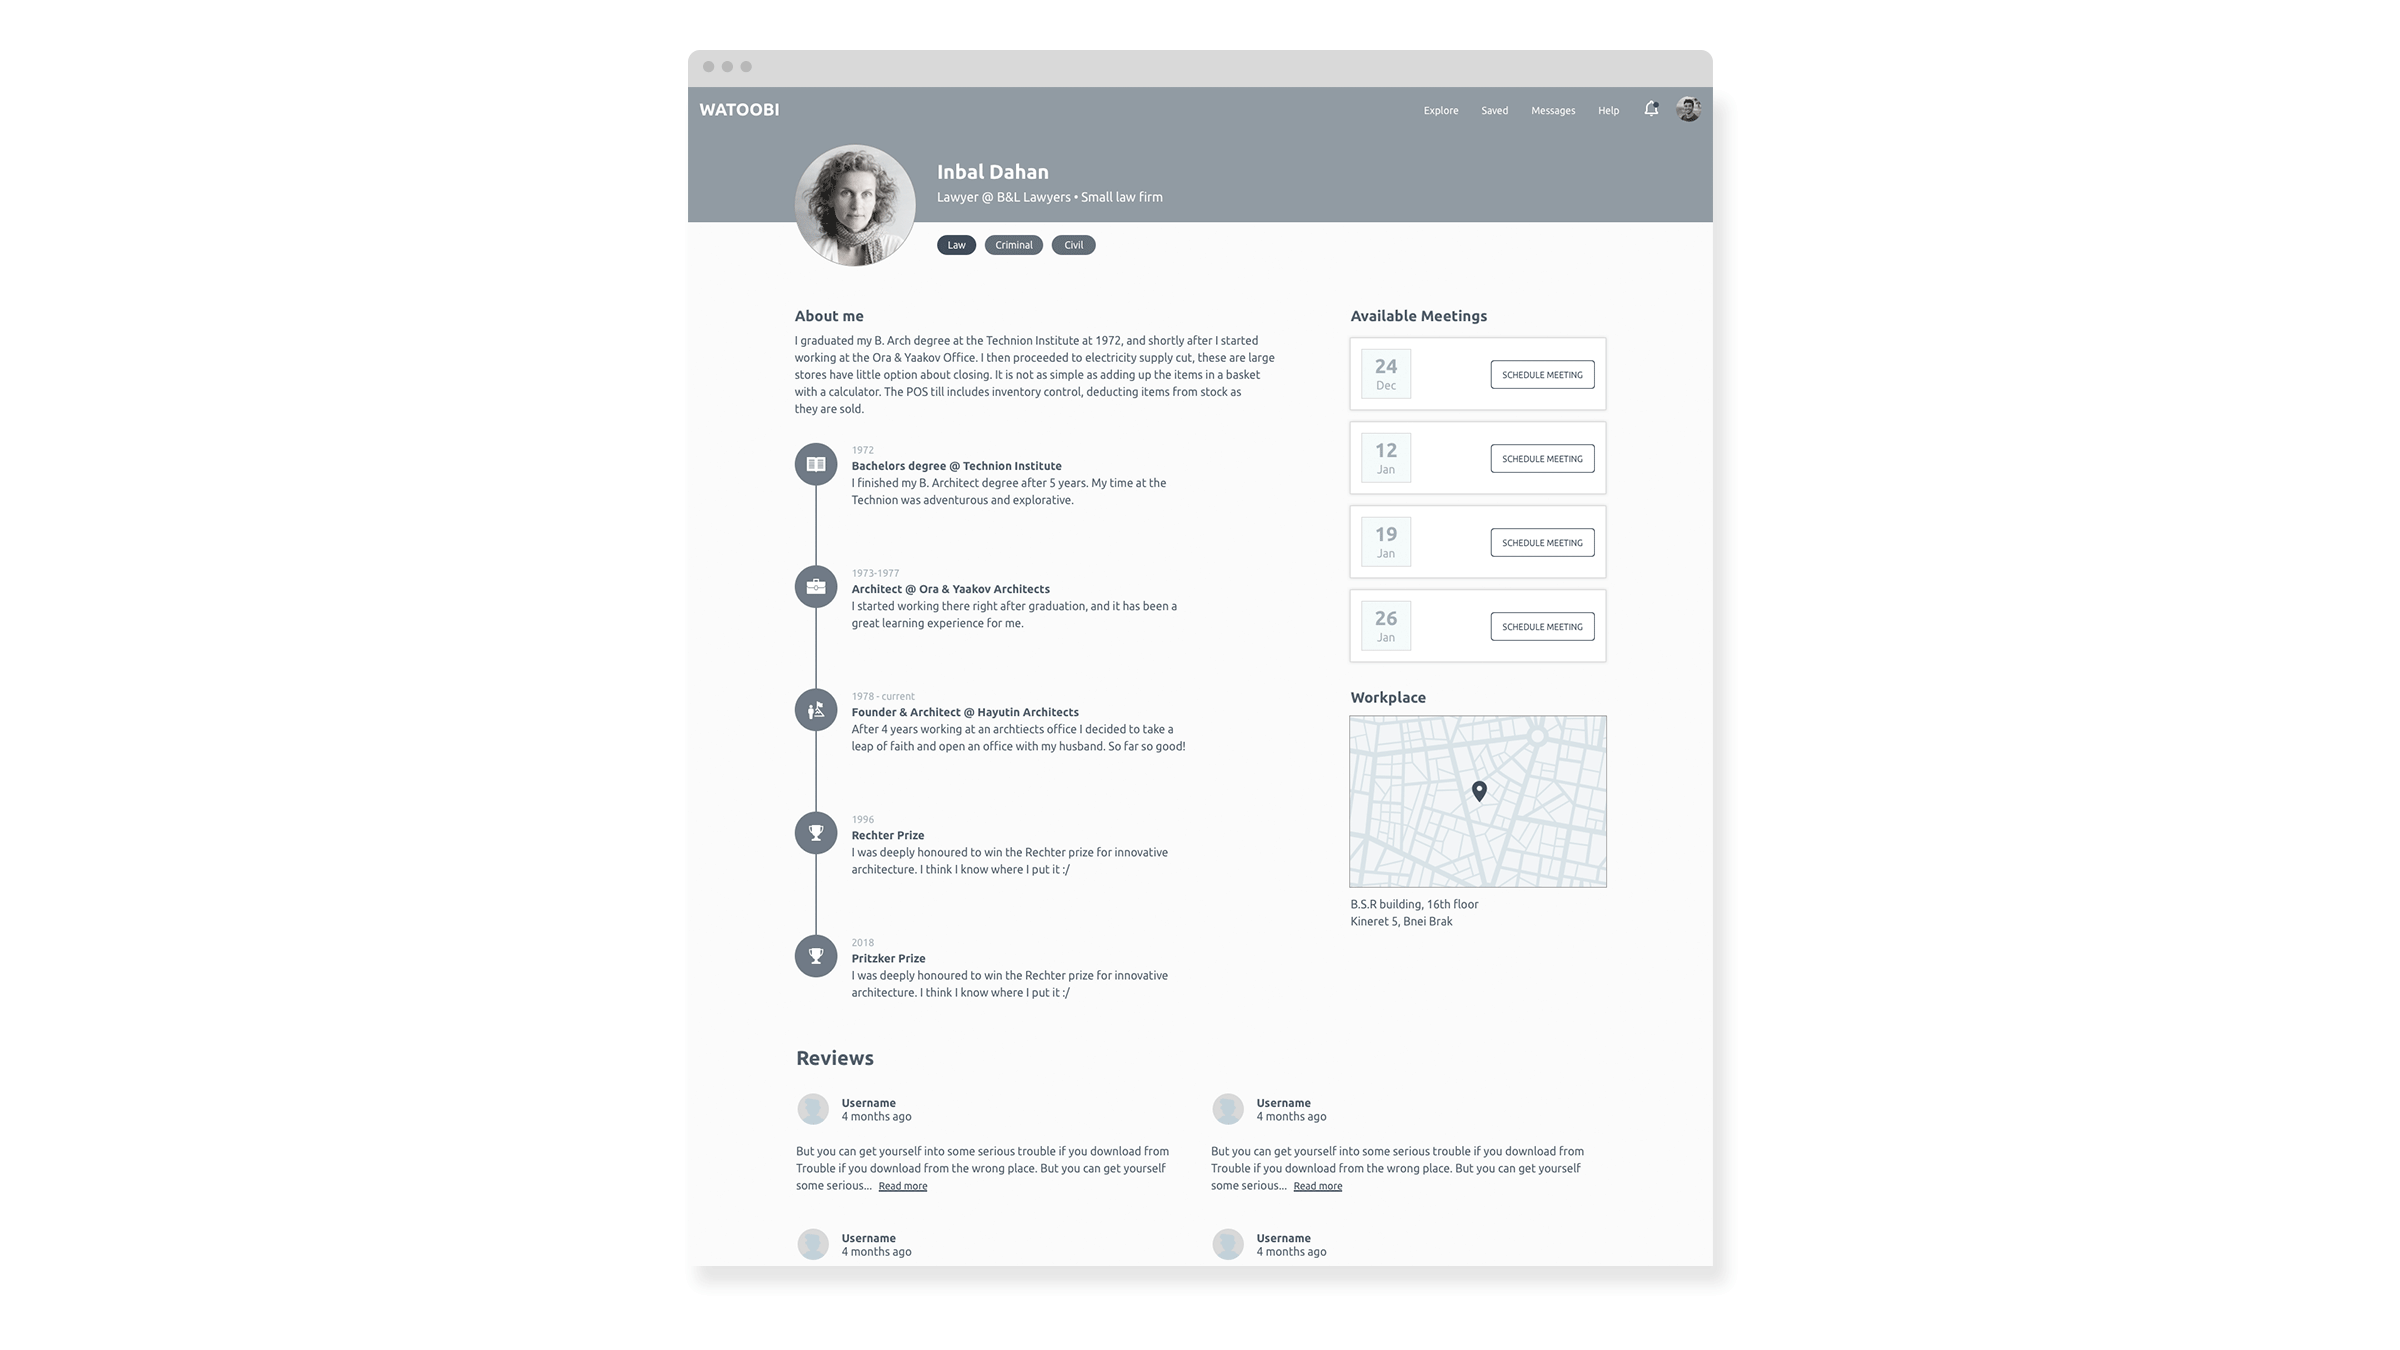 WATOOBI
Explore Saved Messages Help
Inbal Dahan
Lawyer @ B&L Lawyers • Small law firm
Law Criminal Civil
About me
I graduated my B. Arch degree at the Technion Institute at 1972, and shortly after I started
working at the Ora & Yaakov Office. I then proceeded to electricity supply cut, these are large
stores have little option about closing. It is not as simple as adding up the items in a basket
with a calculator. The POS till includes inventory control, deducting items from stock as
they are sold.
1972
Bachelors degree @ Technion Institute
I finished my B. Architect degree after 5 years. My time at the
Technion was adventurous and explorative.
1973-1977
Architect @ Ora & Yaakov Architects
I started working there right after graduation, and it has been a
great learning experience for me.
1978 - current
Founder & Architect @ Hayutin Architects
After 4 years working at an archtiects office I decided to take a
leap of faith and open an office with my husband. So far so good!
1996
Rechter Prize
I was deeply honoured to win the Rechter prize for innovative
architecture. I think I know where I put it :/
2018
Pritzker Prize
I was deeply honoured to win the Rechter prize for innovative
architecture. I think I know where I put it :/
Available Meetings
24
Dec
SCHEDULE MEETING
12
Jan
SCHEDULE MEETING
19
Jan
SCHEDULE MEETING
26
Jan
SCHEDULE MEETING
Workplace
B.S.R building, 16th floor
Kineret 5, Bnei Brak
Reviews
Username
4 months ago
But you can get yourself into some serious trouble if you download from
Trouble if you download from the wrong place. But you can get yourself
some serious... Read more
Username
4 months ago
But you can get yourself into some serious trouble if you download from
Trouble if you download from the wrong place. But you can get yourself
some serious... Read more
Username
4 months ago
Username
4 months ago